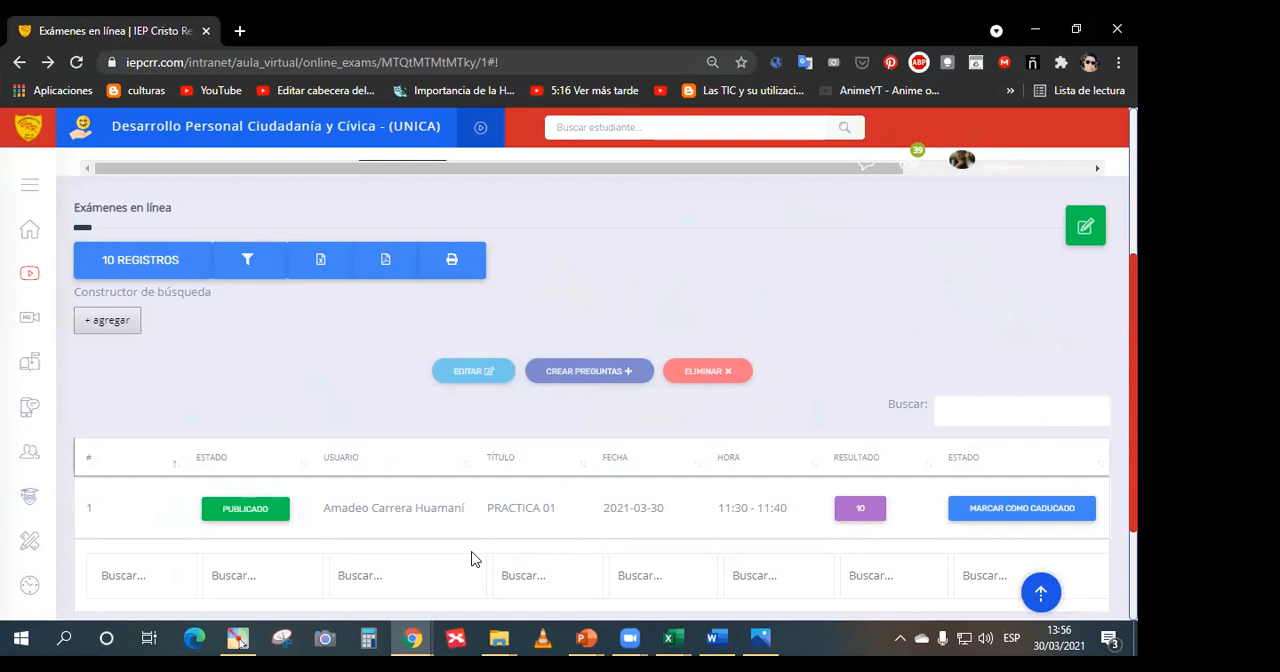 Exámenes en línea | IEP Cristo Re
iepcrr.com/intranet/aula_virtual/online_exams/MTQtMTMtMTky/1#!
ABP
ñ
Aplicaciones culturas YouTube Editar cabecera del... Importancia de la H... 5:16 Ver más tarde Las TIC y su utilizaci... AnimeYT - Anime o... » Lista de lectura
Desarrollo Personal Ciudadanía y Cívica - (UNICA)
Buscar estudiante...
39
Exámenes en línea
10 REGISTROS
Constructor de búsqueda
+ agregar
EDITAR CREAR PREGUNTAS + ELIMINAR ×
Buscar:
# ESTADO USUARIO TÍTULO FECHA HORA RESULTADO ESTADO
1 PUBLICADO Amadeo Carrera Huamaní PRACTICA 01 2021-03-30 11:30 - 11:40 10 MARCAR COMO CADUCADO
Buscar... Buscar... Buscar... Buscar... Buscar... Buscar... Buscar... Buscar...
ESP
13:56
30/03/2021
3